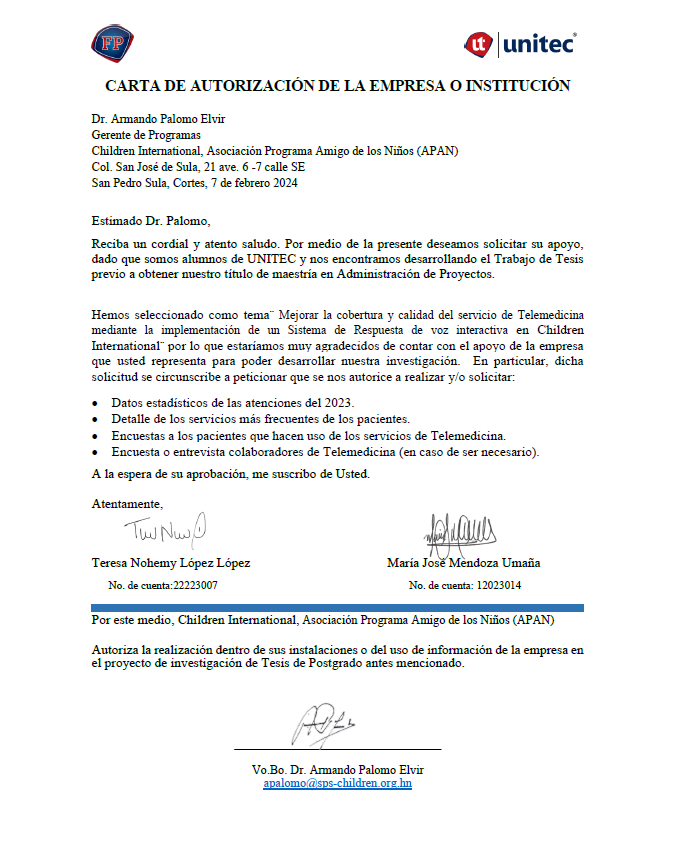 FP
ut unitec®
CARTA DE AUTORIZACIÓN DE LA EMPRESA O INSTITUCIÓN
Dr. Armando Palomo Elvir
Gerente de Programas
Children International, Asociación Programa Amigo de los Niños (APAN)
Col. San José de Sula, 21 ave. 6 -7 calle SE
San Pedro Sula, Cortes, 7 de febrero 2024
Estimado Dr. Palomo,
Reciba un cordial y atento saludo. Por medio de la presente deseamos solicitar su apoyo,
dado que somos alumnos de UNITEC y nos encontramos desarrollando el Trabajo de Tesis
previo a obtener nuestro título de maestría en Administración de Proyectos.
Hemos seleccionado como tema¨ Mejorar la cobertura y calidad del servicio de Telemedicina
mediante la implementación de un Sistema de Respuesta de voz interactiva en Children
International¨ por lo que estaríamos muy agradecidos de contar con el apoyo de la empresa
que usted representa para poder desarrollar nuestra investigación. En particular, dicha
solicitud se circunscribe a peticionar que se nos autorice a realizar y/o solicitar:
• Datos estadísticos de las atenciones del 2023.
• Detalle de los servicios más frecuentes de los pacientes.
• Encuestas a los pacientes que hacen uso de los servicios de Telemedicina.
• Encuesta o entrevista colaboradores de Telemedicina (en caso de ser necesario).
A la espera de su aprobación, me suscribo de Usted.
Atentamente,
Teresa Nohemy López López María José Mendoza Umaña
No. de cuenta:22223007 No. de cuenta: 12023014
Por este medio, Children International, Asociación Programa Amigo de los Niños (APAN)
Autoriza la realización dentro de sus instalaciones o del uso de información de la empresa en
el proyecto de investigación de Tesis de Postgrado antes mencionado.
Vo.Bo. Dr. Armando Palomo Elvir
apalomo@sps-children.org.hn